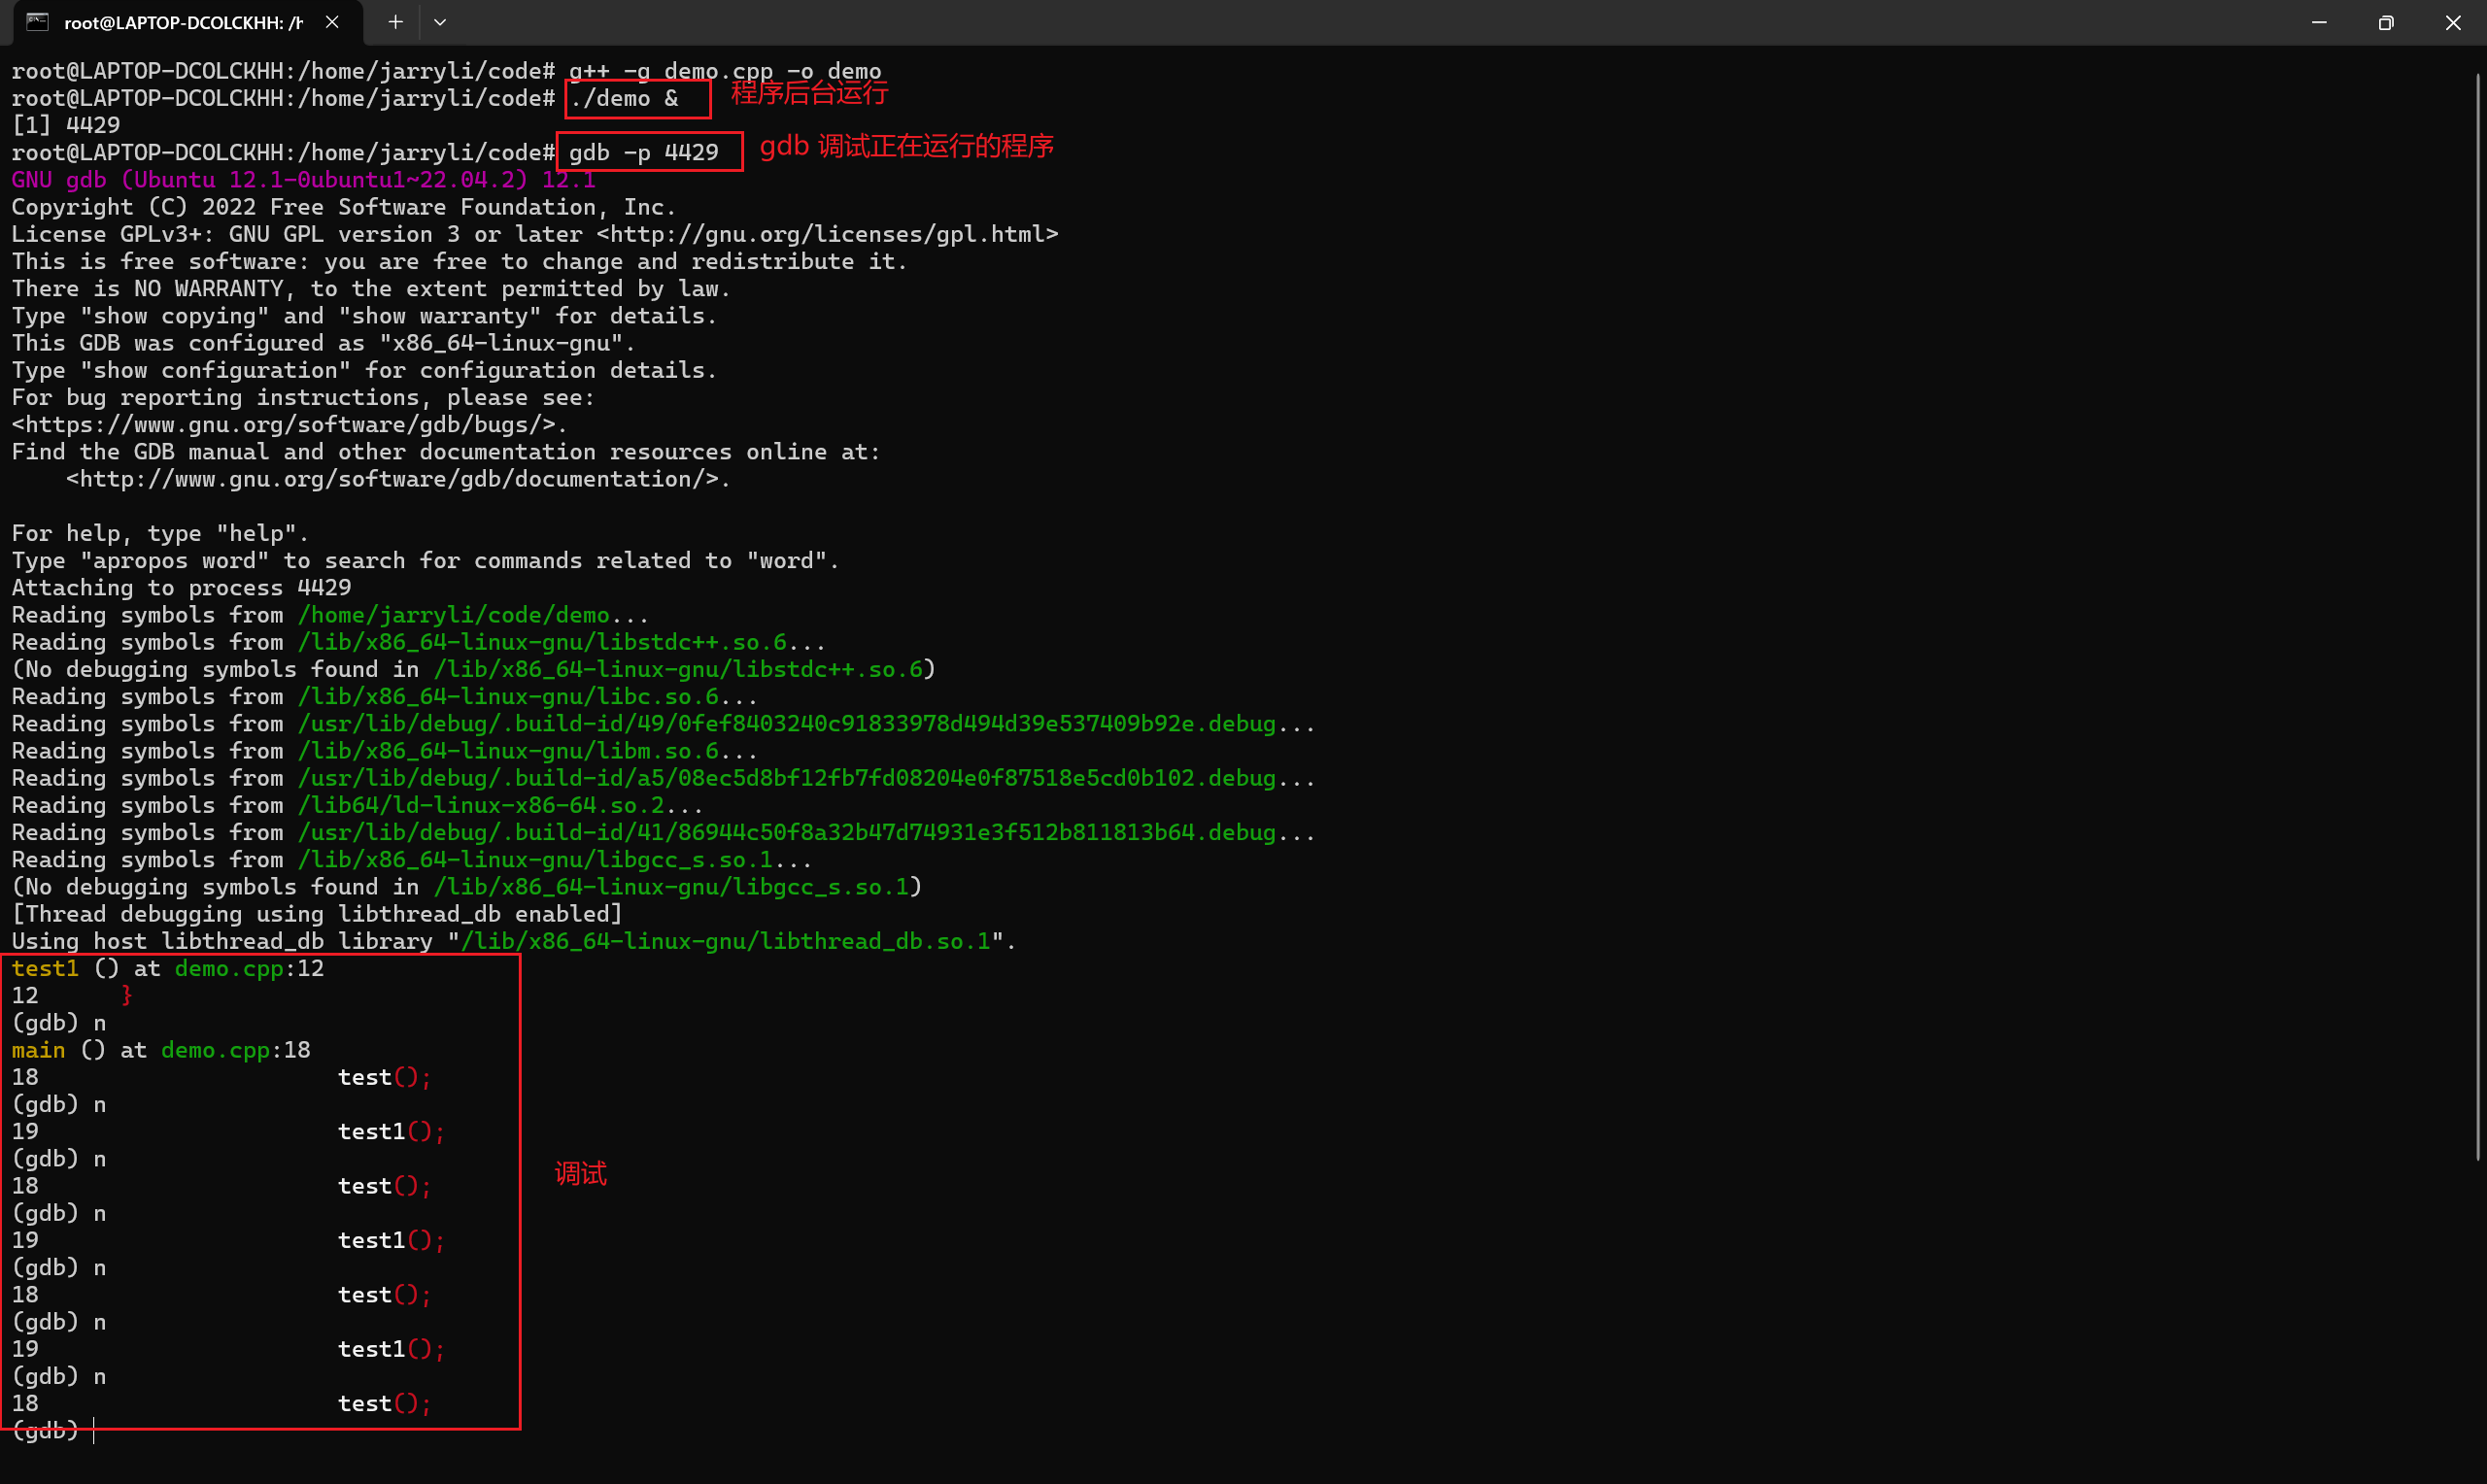 root@LAPTOP-DCOLCKHH: /h
root@LAPTOP-DCOLCKHH:/home/jarryli/code# g++ -g demo.cpp -o demo
root@LAPTOP-DCOLCKHH:/home/jarryli/code# ./demo & 程序后台运行
[1] 4429
root@LAPTOP-DCOLCKHH:/home/jarryli/code# gdb -p 4429 gdb 调试正在运行的程序
GNU gdb (Ubuntu 12.1-0ubuntu1~22.04.2) 12.1
Copyright (C) 2022 Free Software Foundation, Inc.
License GPLv3+: GNU GPL version 3 or later <http://gnu.org/licenses/gpl.html>
This is free software: you are free to change and redistribute it.
There is NO WARRANTY, to the extent permitted by law.
Type "show copying" and "show warranty" for details.
This GDB was configured as "x86_64-linux-gnu".
Type "show configuration" for configuration details.
For bug reporting instructions, please see:
<https://www.gnu.org/software/gdb/bugs/>.
Find the GDB manual and other documentation resources online at:
    <http://www.gnu.org/software/gdb/documentation/>.
For help, type "help".
Type "apropos word" to search for commands related to "word".
Attaching to process 4429
Reading symbols from /home/jarryli/code/demo...
Reading symbols from /lib/x86_64-linux-gnu/libstdc++.so.6...
(No debugging symbols found in /lib/x86_64-linux-gnu/libstdc++.so.6)
Reading symbols from /lib/x86_64-linux-gnu/libc.so.6...
Reading symbols from /usr/lib/debug/.build-id/49/0fef8403240c91833978d494d39e537409b92e.debug...
Reading symbols from /lib/x86_64-linux-gnu/libm.so.6...
Reading symbols from /usr/lib/debug/.build-id/a5/08ec5d8bf12fb7fd08204e0f87518e5cd0b102.debug...
Reading symbols from /lib64/ld-linux-x86-64.so.2...
Reading symbols from /usr/lib/debug/.build-id/41/86944c50f8a32b47d74931e3f512b811813b64.debug...
Reading symbols from /lib/x86_64-linux-gnu/libgcc_s.so.1...
(No debugging symbols found in /lib/x86_64-linux-gnu/libgcc_s.so.1)
[Thread debugging using libthread_db enabled]
Using host libthread_db library "/lib/x86_64-linux-gnu/libthread_db.so.1".
test1 () at demo.cpp:12
12      }
(gdb) n
main () at demo.cpp:18
18                      test();
(gdb) n
19                      test1();
(gdb) n
调试
18                      test();
(gdb) n
19                      test1();
(gdb) n
18                      test();
(gdb) n
19                      test1();
(gdb) n
18                      test();
(gdb)